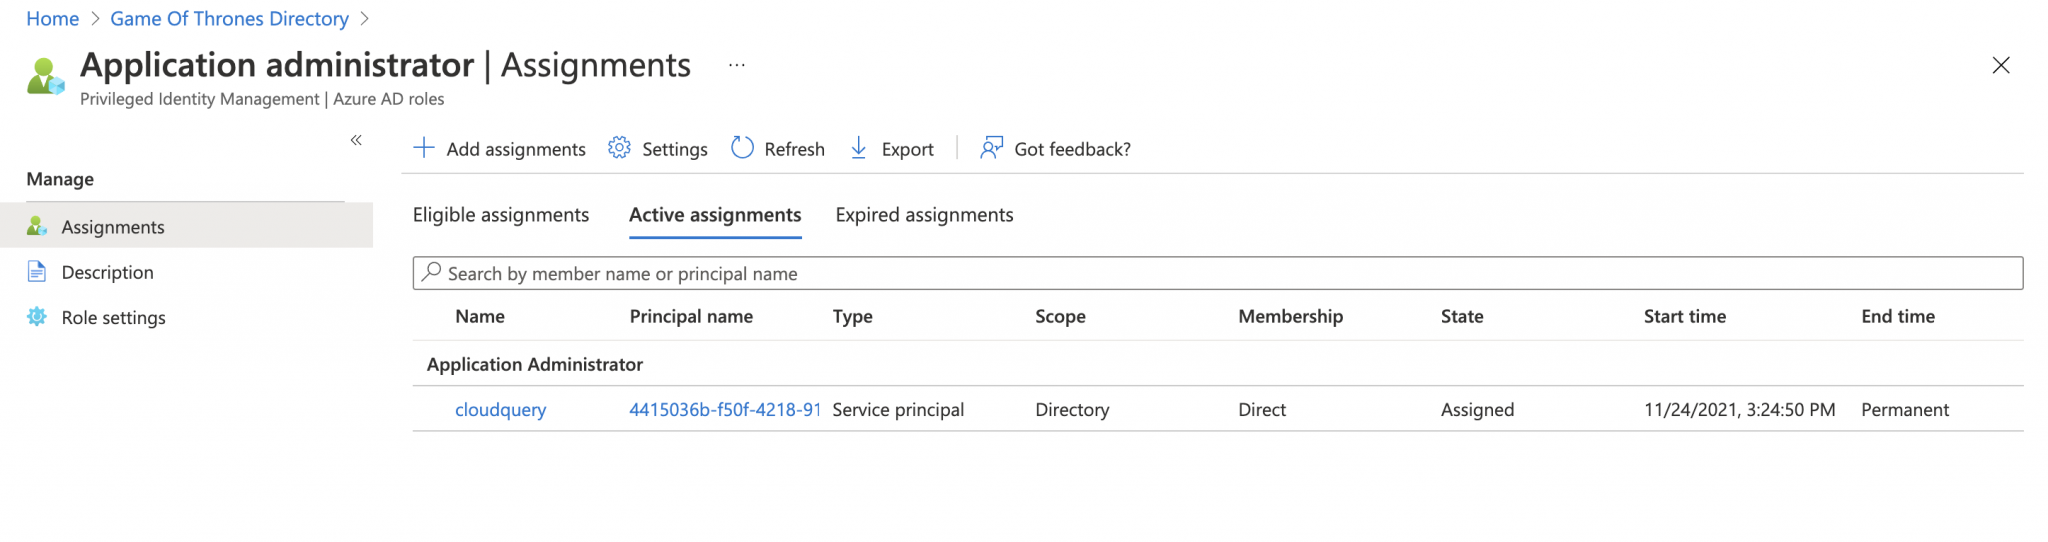 Home > Game Of Thrones Directory >
Application administrator | Assignments ...
Privileged Identity Management | Azure AD roles
Manage
Assignments
Description
Role settings
Add assignments Settings Refresh Export Got feedback?
Eligible assignments Active assignments Expired assignments
Search by member name or principal name
Name Principal name Type Scope Membership State Start time End time
Application Administrator
cloudquery 4415036b-f50f-4218-91 Service principal Directory Direct Assigned 11/24/2021, 3:24:50 PM Permanent